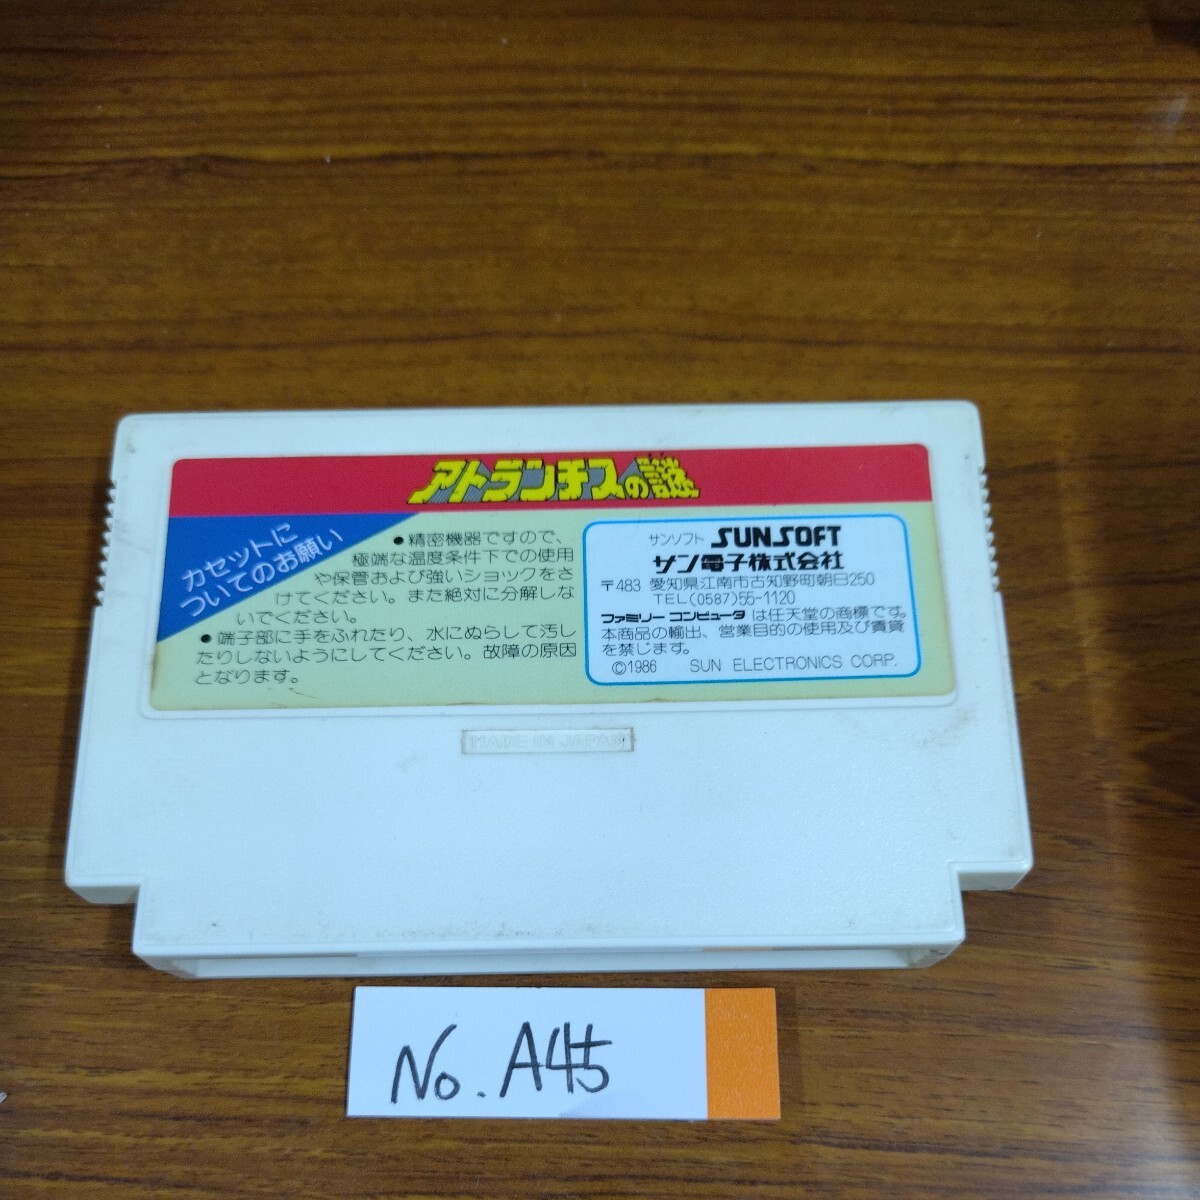 アトランチスの謎
カセットに
ついてのお願い
●精密機器ですので、
極端な温度条件下での使用
や保管および強いショックをさ
けてください。また絶対に分解しな
いでください。
●端子部に手をふれたり、水にぬらして汚し
たりしないようにしてください。故障の原因
となります。
サンソフト SUNSOFT
サン電子株式会社
〒483 愛知県江南市古知野町朝日250
TEL(0587)55-1120
ファミリーコンピュータは任天堂の商標です。
本商品の輸出、営業目的の使用及び賃貸
を禁じます。
©1986 SUN ELECTRONICS CORP.
MADE IN JAPAN
No. A45